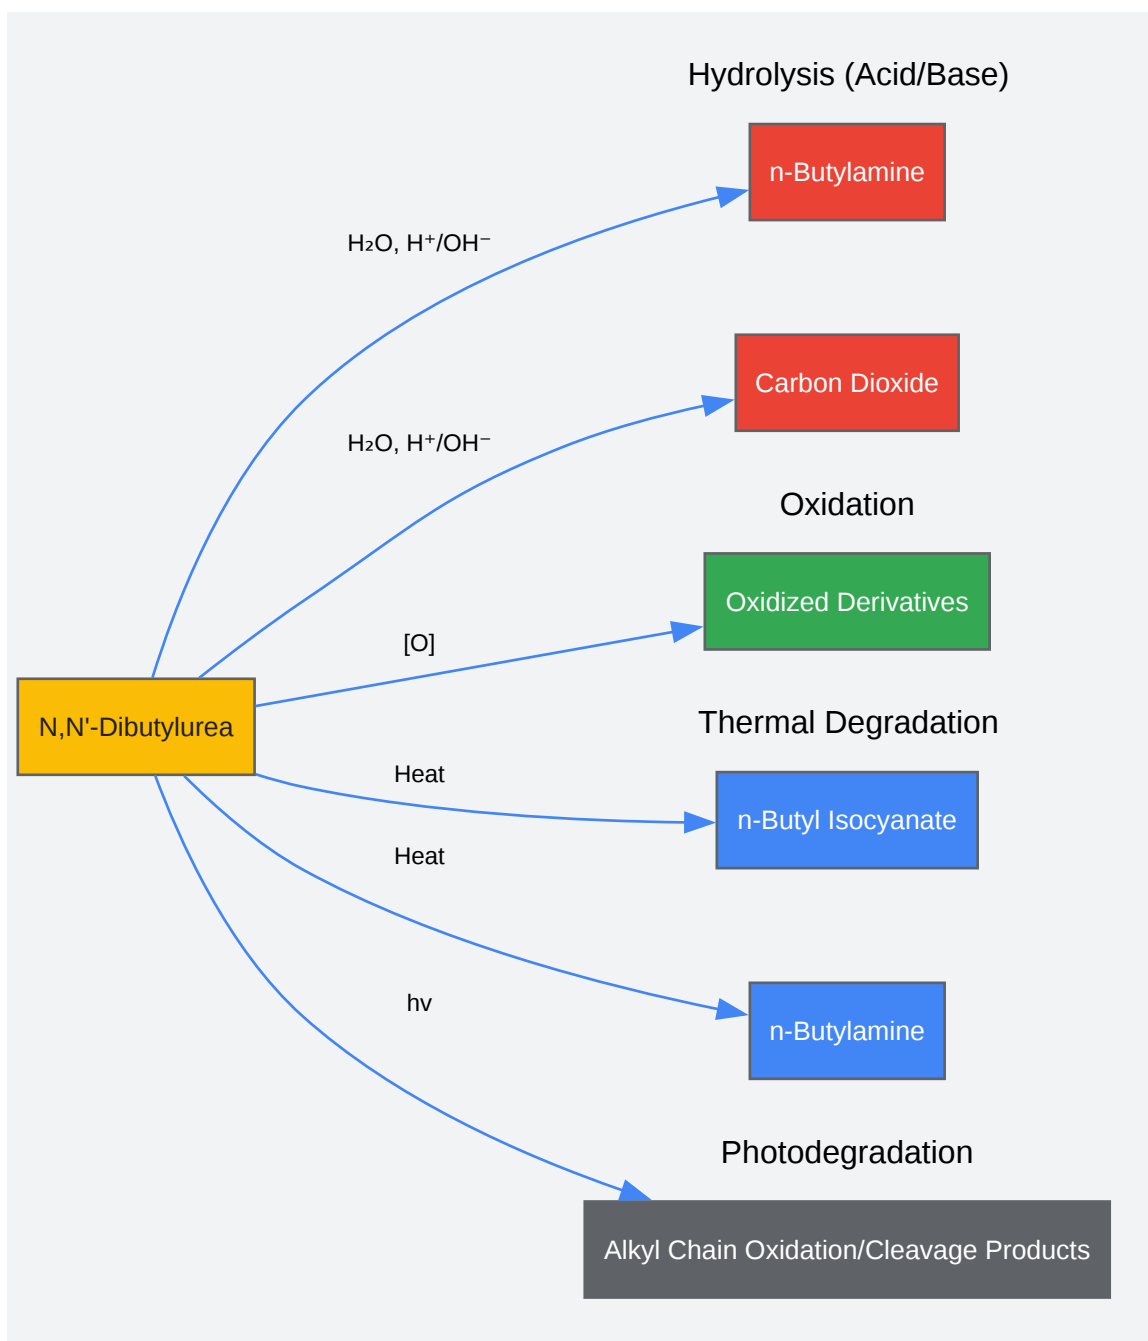 Hydrolysis (Acid/Base)
n-Butylamine
H₂O, H⁺/OH⁻
Carbon Dioxide
H₂O, H⁺/OH⁻
Oxidation
Oxidized Derivatives
[O]
N,N'-Dibutylurea
Thermal Degradation
Heat
n-Butyl Isocyanate
Heat
hv
n-Butylamine
Photodegradation
Alkyl Chain Oxidation/Cleavage Products